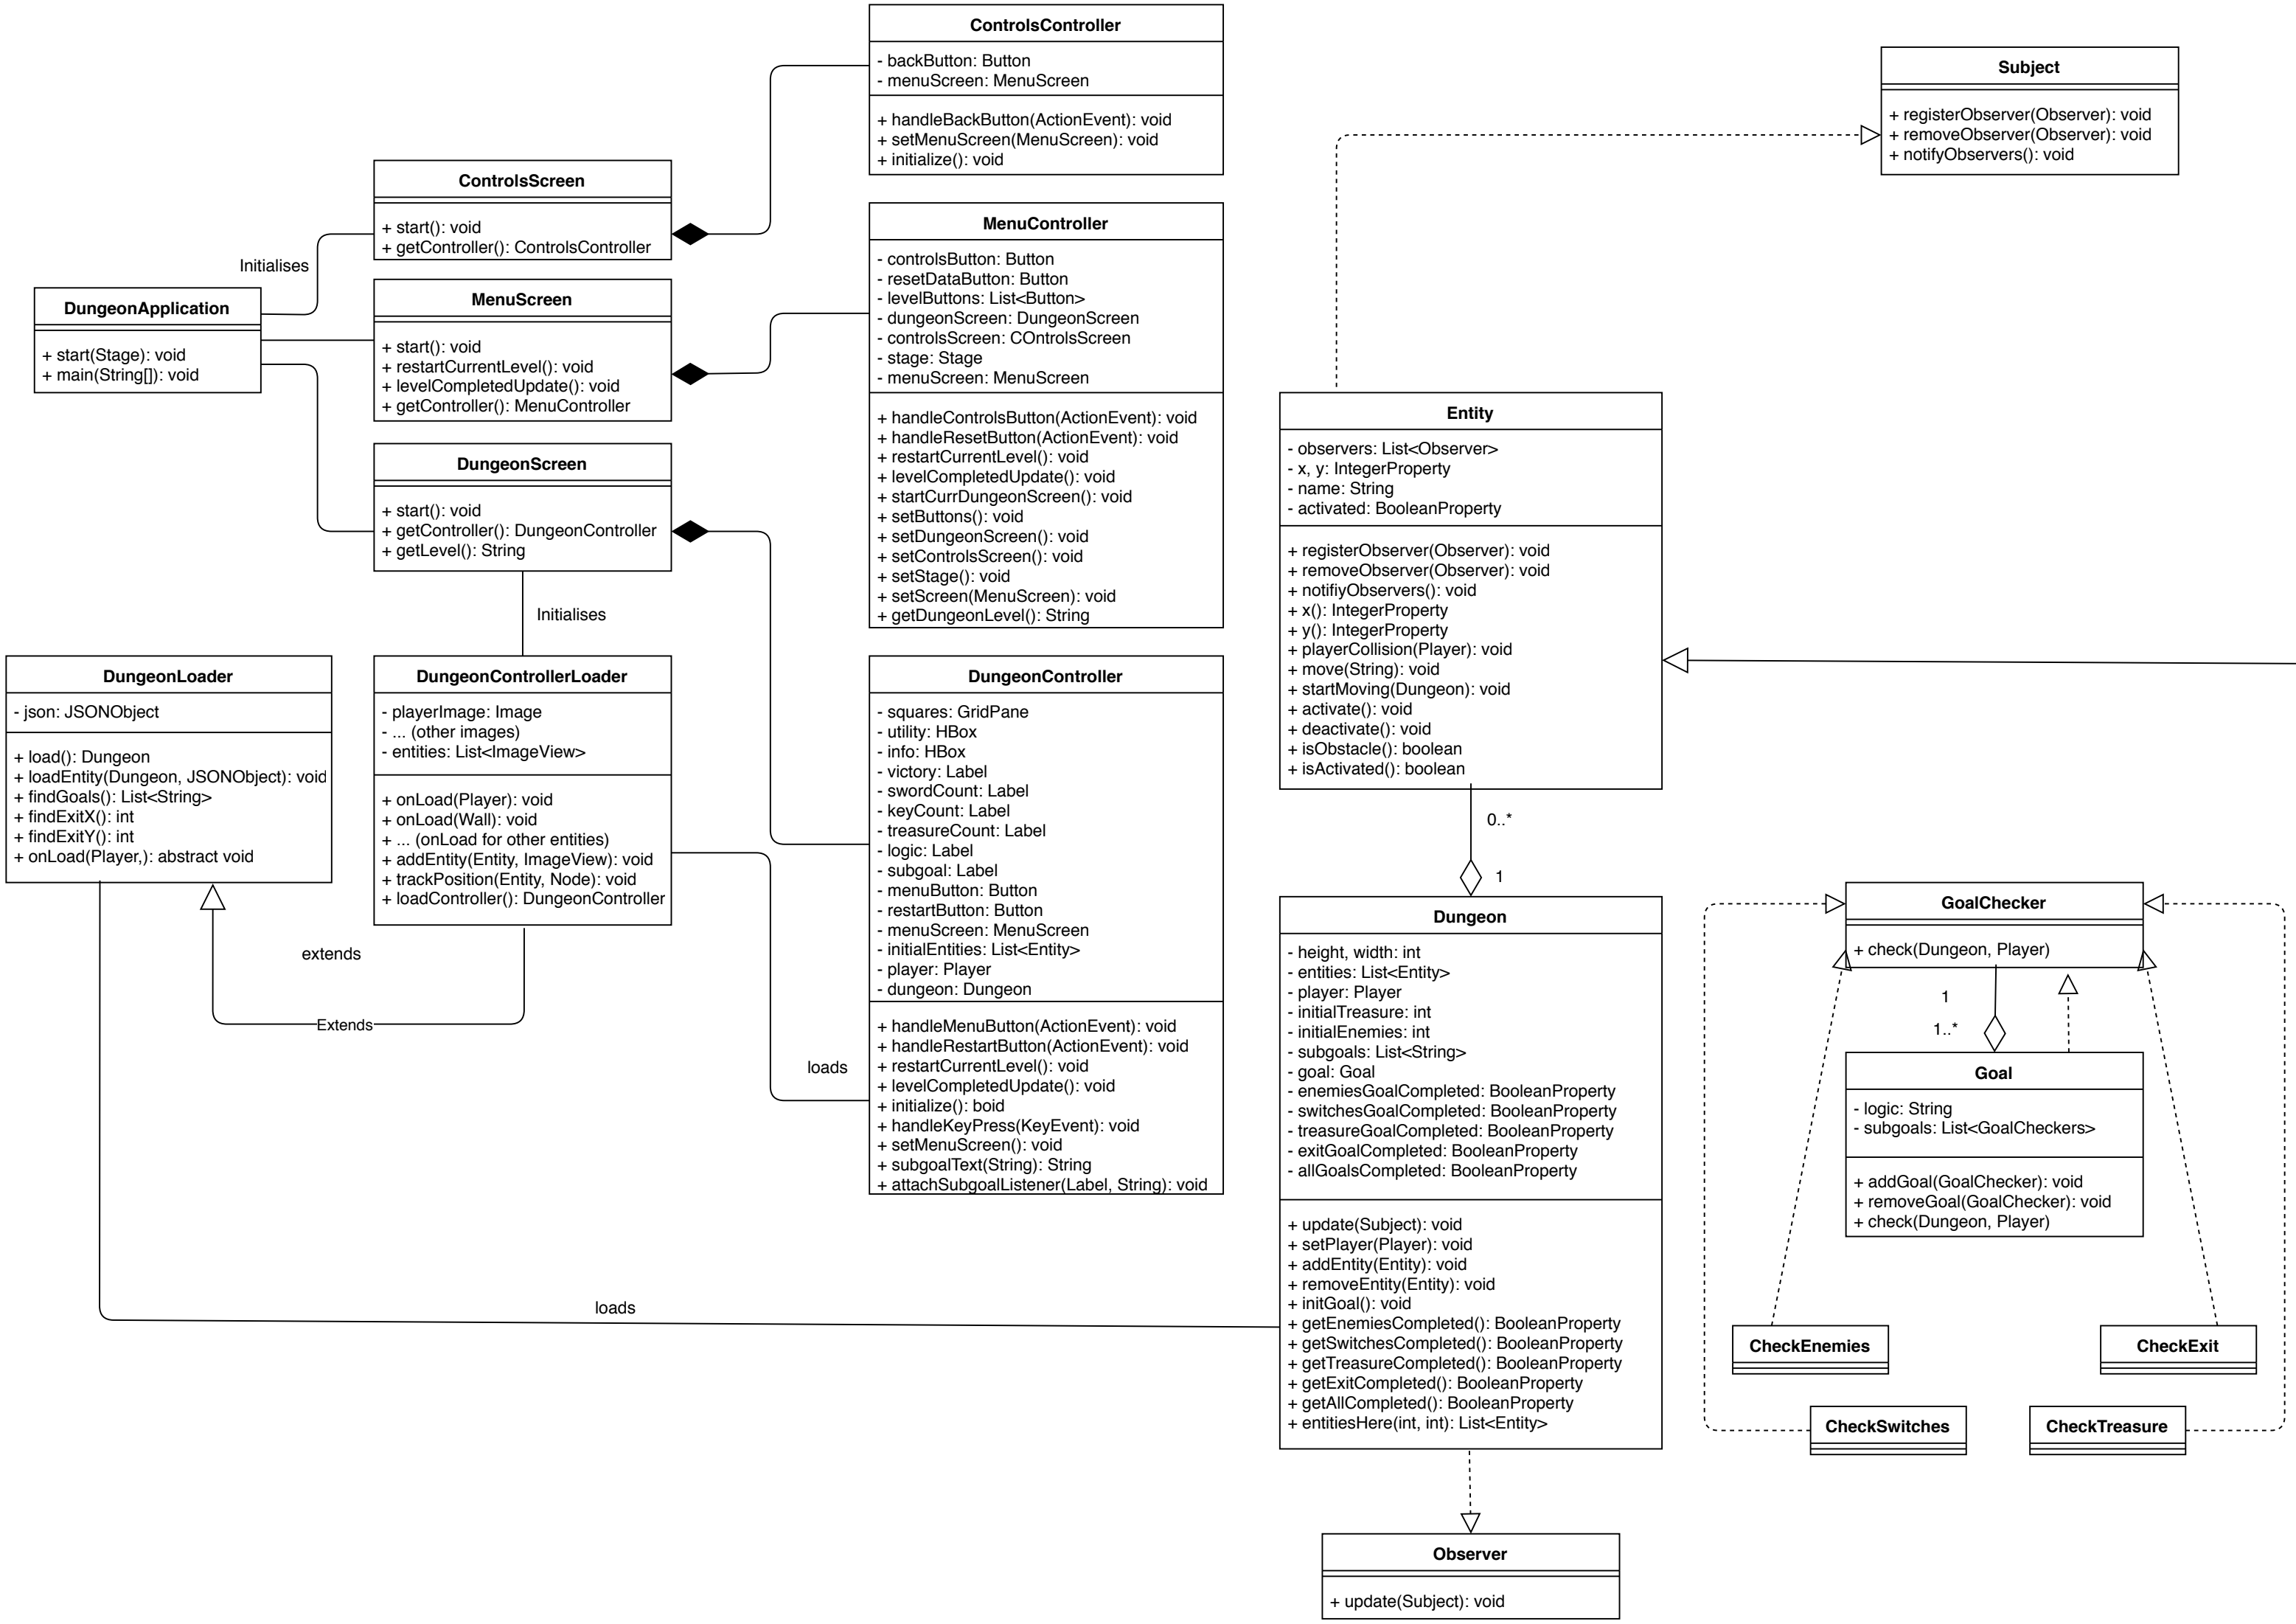 ControlsController
- backButton: Button
- menuScreen: MenuScreen
+ handleBackButton(ActionEvent): void
+ setMenuScreen(MenuScreen): void
+ initialize(): void
Subject
+ registerObserver(Observer): void
+ removeObserver(Observer): void
+ notifyObservers(): void
ControlsScreen
+ start(): void
+ getController(): ControlsController
Initialises
DungeonApplication
+ start(Stage): void
+ main(String[]): void
MenuScreen
+ start(): void
+ restartCurrentLevel(): void
+ levelCompletedUpdate(): void
+ getController(): MenuController
MenuController
- controlsButton: Button
- resetDataButton: Button
- levelButtons: List<Button>
- dungeonScreen: DungeonScreen
- controlsScreen: COntrolsScreen
- stage: Stage
- menuScreen: MenuScreen
+ handleControlsButton(ActionEvent): void
+ handleResetButton(ActionEvent): void
+ restartCurrentLevel(): void
+ levelCompletedUpdate(): void
+ startCurrDungeonScreen(): void
+ setButtons(): void
+ setDungeonScreen(): void
+ setControlsScreen(): void
+ setStage(): void
+ setScreen(MenuScreen): void
+ getDungeonLevel(): String
DungeonScreen
+ start(): void
+ getController(): DungeonController
+ getLevel(): String
Initialises
Entity
- observers: List<Observer>
- x, y: IntegerProperty
- name: String
- activated: BooleanProperty
+ registerObserver(Observer): void
+ removeObserver(Observer): void
+ notifiyObservers(): void
+ x(): IntegerProperty
+ y(): IntegerProperty
+ playerCollision(Player): void
+ move(String): void
+ startMoving(Dungeon): void
+ activate(): void
+ deactivate(): void
+ isObstacle(): boolean
+ isActivated(): boolean
0..*
1
DungeonLoader
- json: JSONObject
+ load(): Dungeon
+ loadEntity(Dungeon, JSONObject): void
+ findGoals(): List<String>
+ findExitX(): int
+ findExitY(): int
+ onLoad(Player,): abstract void
DungeonControllerLoader
- playerImage: Image
- ... (other images)
- entities: List<ImageView>
+ onLoad(Player): void
+ onLoad(Wall): void
+ ... (onLoad for other entities)
+ addEntity(Entity, ImageView): void
+ trackPosition(Entity, Node): void
+ loadController(): DungeonController
extends
Extends
loads
DungeonController
- squares: GridPane
- utility: HBox
- info: HBox
- victory: Label
- swordCount: Label
- keyCount: Label
- treasureCount: Label
- logic: Label
- subgoal: Label
- menuButton: Button
- restartButton: Button
- menuScreen: MenuScreen
- initialEntities: List<Entity>
- player: Player
- dungeon: Dungeon
+ handleMenuButton(ActionEvent): void
+ handleRestartButton(ActionEvent): void
+ restartCurrentLevel(): void
+ levelCompletedUpdate(): void
+ initialize(): boid
+ handleKeyPress(KeyEvent): void
+ setMenuScreen(): void
+ subgoalText(String): String
+ attachSubgoalListener(Label, String): void
loads
Dungeon
- height, width: int
- entities: List<Entity>
- player: Player
- initialTreasure: int
- initialEnemies: int
- subgoals: List<String>
- goal: Goal
- enemiesGoalCompleted: BooleanProperty
- switchesGoalCompleted: BooleanProperty
- treasureGoalCompleted: BooleanProperty
- exitGoalCompleted: BooleanProperty
- allGoalsCompleted: BooleanProperty
+ update(Subject): void
+ setPlayer(Player): void
+ addEntity(Entity): void
+ removeEntity(Entity): void
+ initGoal(): void
+ getEnemiesCompleted(): BooleanProperty
+ getSwitchesCompleted(): BooleanProperty
+ getTreasureCompleted(): BooleanProperty
+ getExitCompleted(): BooleanProperty
+ getAllCompleted(): BooleanProperty
+ entitiesHere(int, int): List<Entity>
GoalChecker
+ check(Dungeon, Player)
1
1..*
Goal
- logic: String
- subgoals: List<GoalCheckers>
+ addGoal(GoalChecker): void
+ removeGoal(GoalChecker): void
+ check(Dungeon, Player)
CheckEnemies
CheckExit
CheckSwitches
CheckTreasure
Observer
+ update(Subject): void